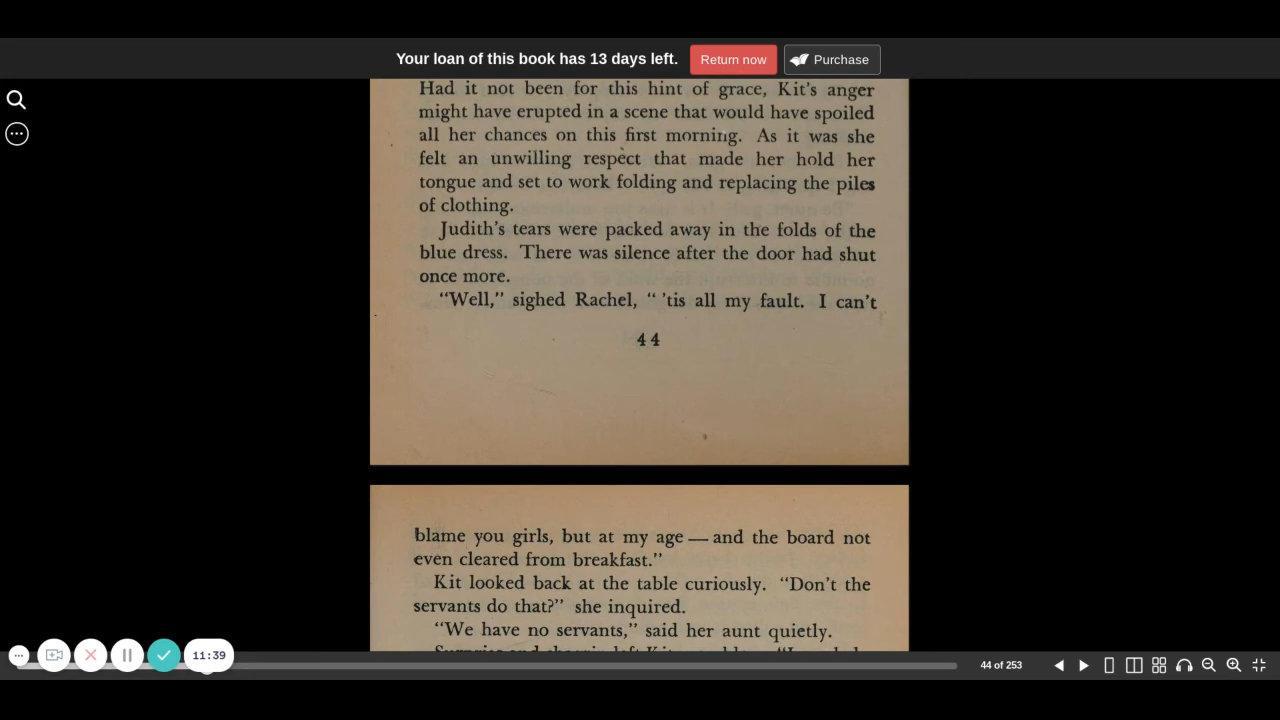 Your loan of this book has 13 days left. Return now Purchase
Had it not been for this hint of grace, Kit's anger
might have erupted in a scene that would have spoiled
all her chances on this first morning. As it was she
felt an unwilling respect that made her hold her
tongue and set to work folding and replacing the piles
of clothing.
Judith's tears were packed away in the folds of the
blue dress. There was silence after the door had shut
once more.
"Well," sighed Rachel, " 'tis all my fault. I can't
44
blame you girls, but at my age — and the board not
even cleared from breakfast."
Kit looked back at the table curiously. "Don't the
servants do that?" she inquired.
"We have no servants," said her aunt quietly.
11:39
44 of 253